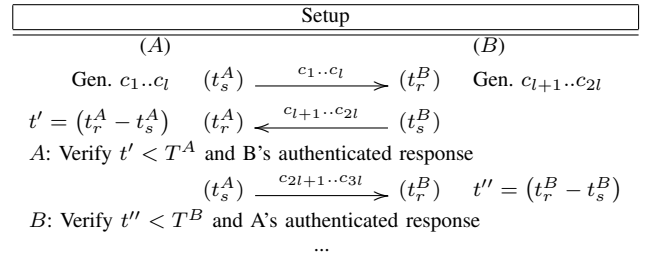 Setup
(A) (B)
Gen. c_1..c_l (t_s^A) c_1..c_l (t_r^B) Gen. c_{l+1}..c_{2l}
t' = (t_r^A − t_s^A) (t_r^A) c_{l+1}..c_{2l} (t_s^B)
A: Verify t' < T^A and B's authenticated response
(t_s^A) c_{2l+1}..c_{3l} (t_r^B) t'' = (t_r^B − t_s^B)
B: Verify t'' < T^B and A's authenticated response
...